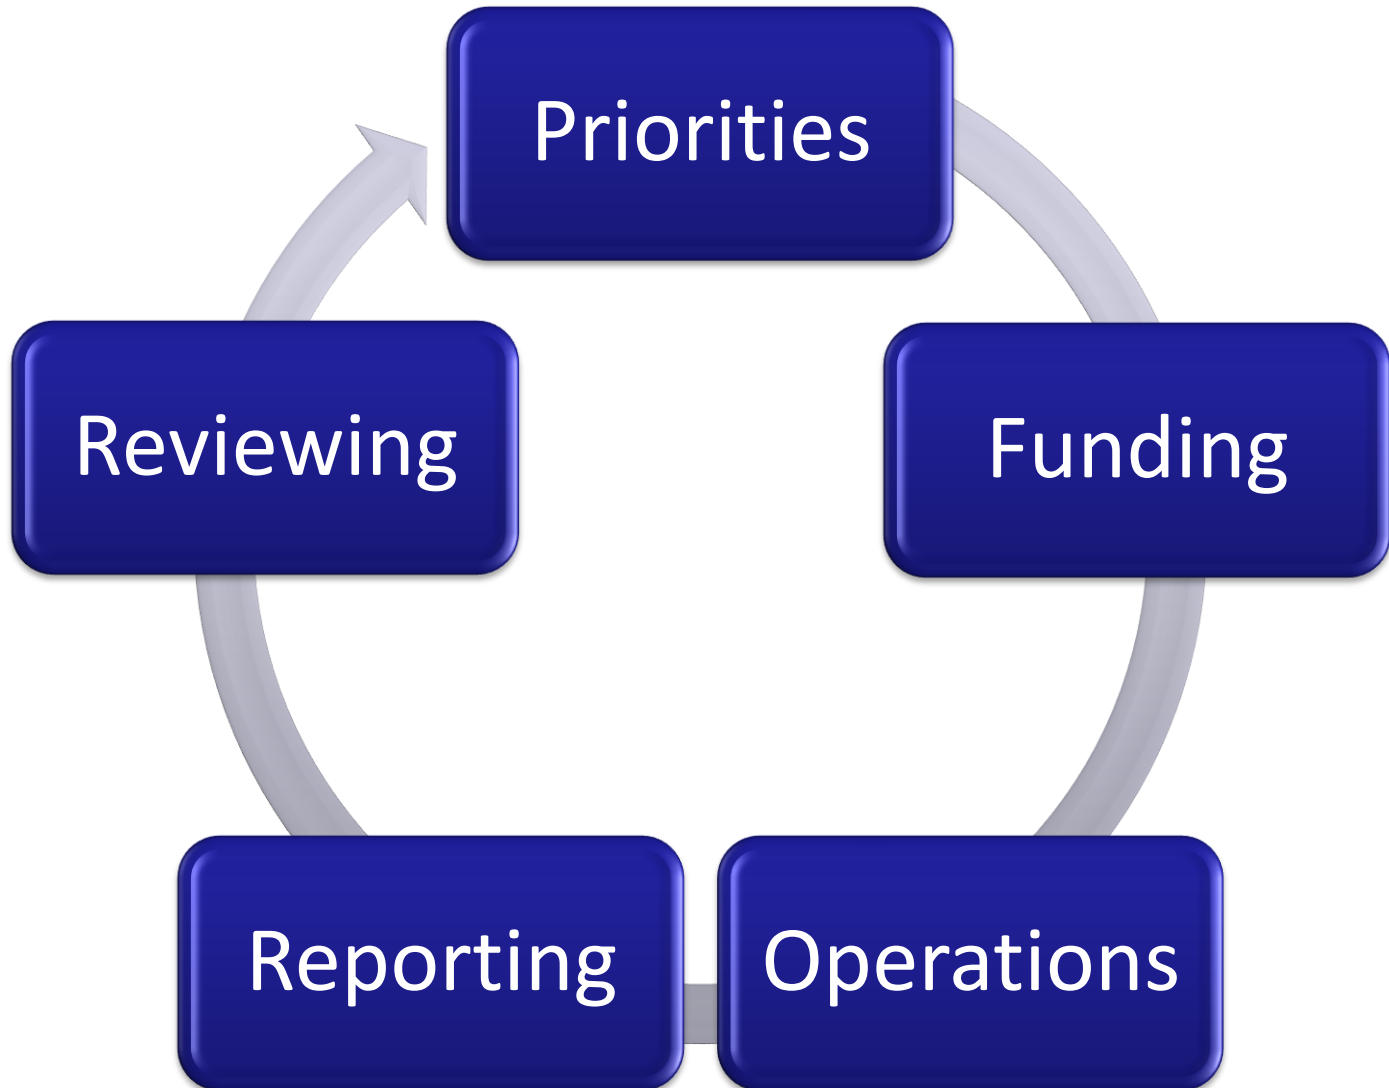 Priorities
Funding
Operations
Reporting
Reviewing